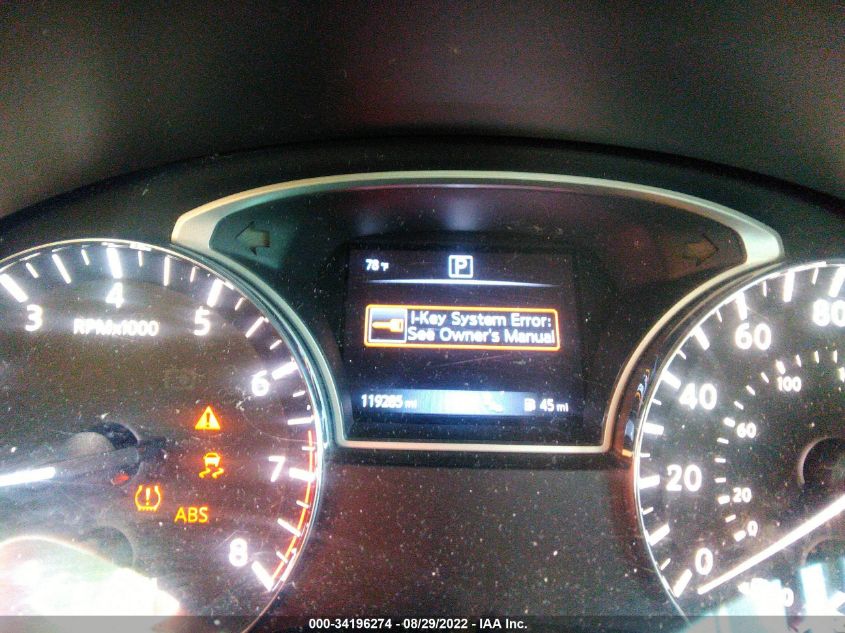 78°F
P
I-Key System Error:
See Owner's Manual
119285 mi
45 mi
3
4
5
6
7
8
RPMx1000
ABS
0
20
40
60
80
0
20
60
100
000-34196274 - 08/29/2022 - IAA Inc.